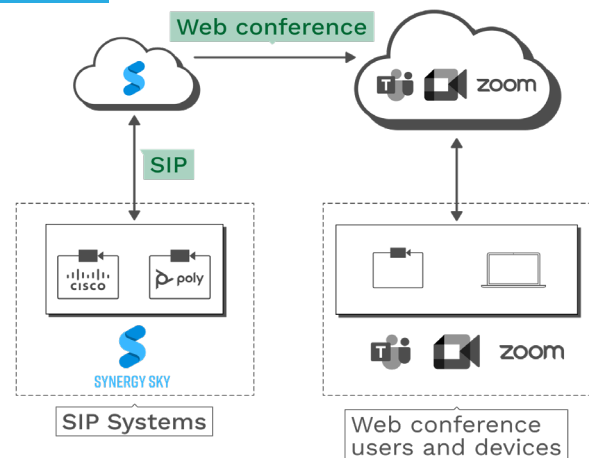 Web conference
T
zoom
SIP
CISCO
poly
SYNERGY SKY
T
zoom
SIP Systems
Web conference
users and devices